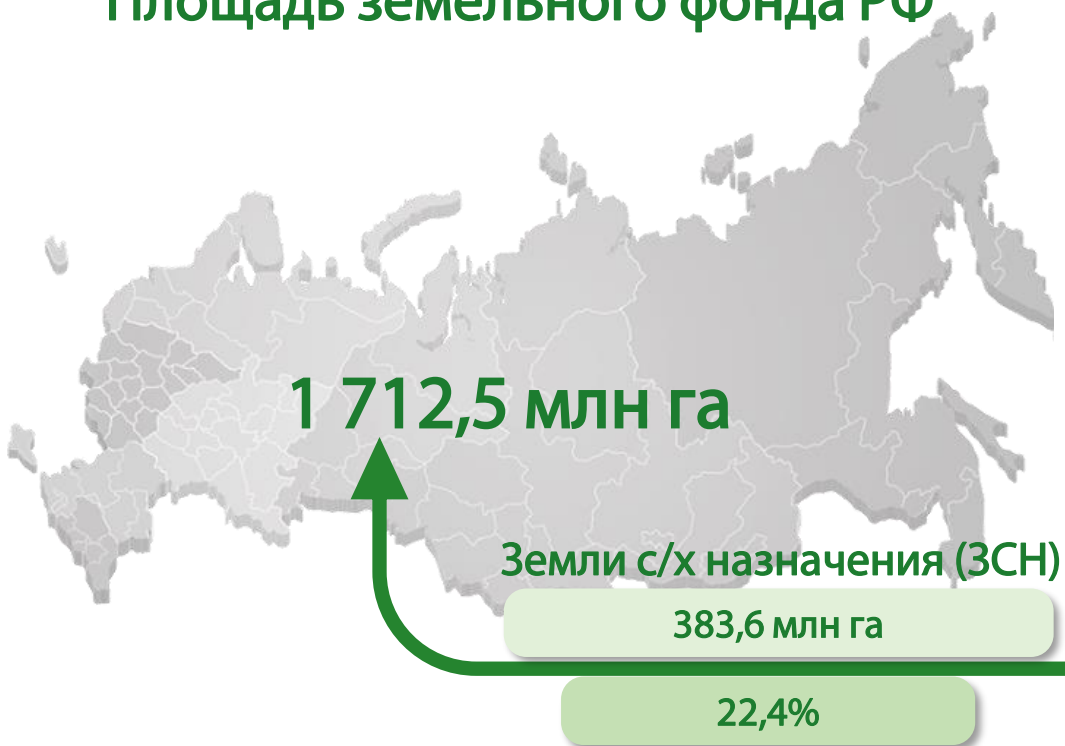 Площадь земельного фонда РФ
1 712,5 млн га
Земли с/х назначения (ЗСН)
383,6 млн га
22,4%